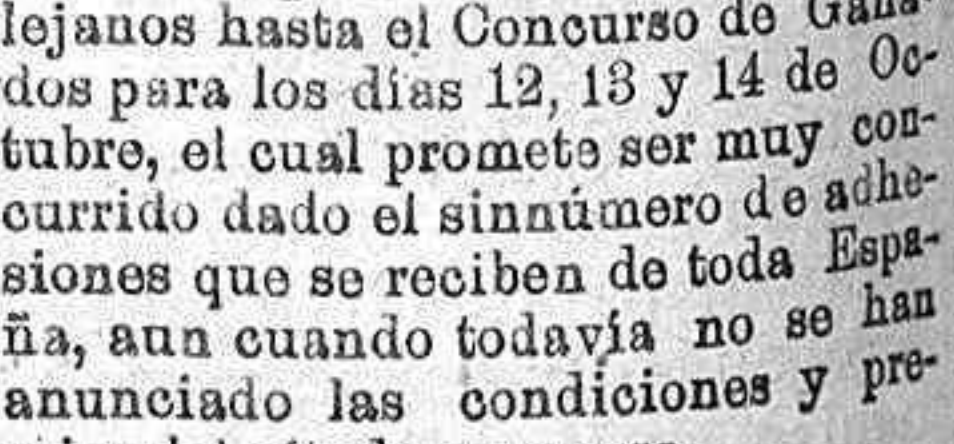 lejanos hasta el Concurso de Gana-
dos para los días 12, 13 y 14 de Oc-
tubre, el cual promete ser muy con-
currido dado el sinnúmero de adhe-
siones que se reciben de toda Espa-
ña, aun cuando todavía no se han
anunciado las condiciones y pre-